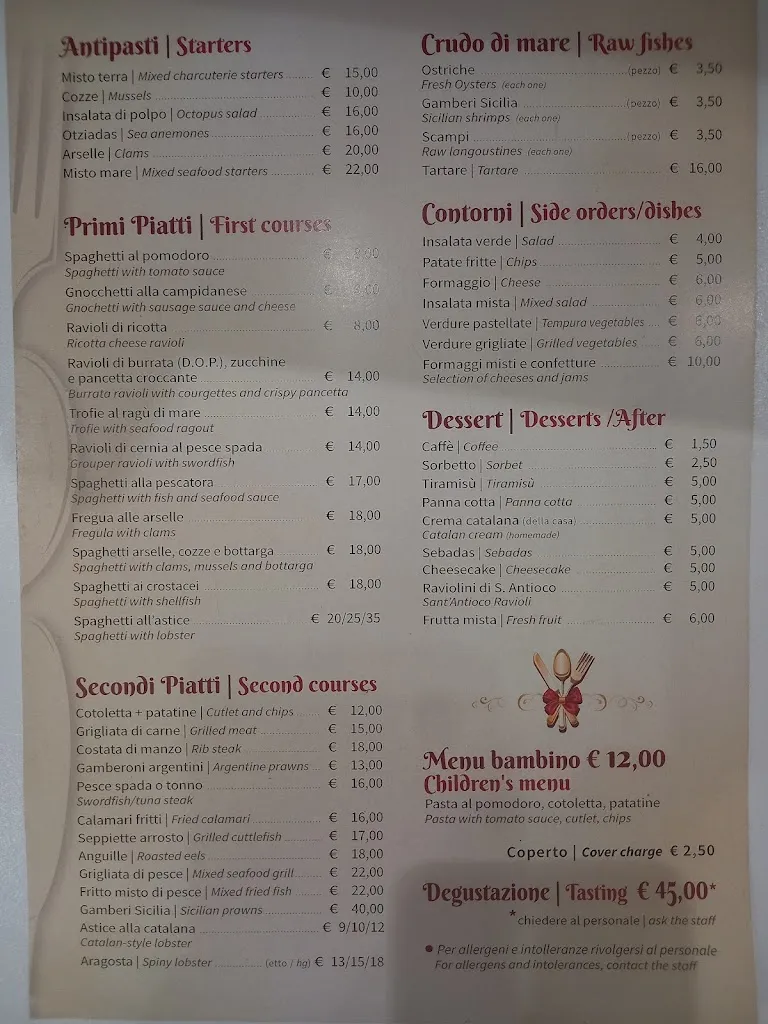 Antipasti | Starters
Misto terra | Mixed charcuterie starters € 15,00
Cozze | Mussels € 10,00
Insalata di polpo | Octopus salad € 16,00
Otziadas | Sea anemones € 16,00
Arselle | Clams € 20,00
Misto mare | Mixed seafood starters € 22,00
Primi Piatti | First courses
Spaghetti al pomodoro €
Spaghetti with tomato sauce
Gnocchetti alla campidanese €
Gnochetti with sausage sauce and cheese
Ravioli di ricotta € 8,00
Ricotta cheese ravioli
Ravioli di burrata (D.O.P.), zucchine
e pancetta croccante € 14,00
Burrata ravioli with courgettes and crispy pancetta
Trofie al ragù di mare € 14,00
Trofie with seafood ragout
Ravioli di cernia al pesce spada € 14,00
Grouper ravioli with swordfish
Spaghetti alla pescatora € 17,00
Spaghetti with fish and seafood sauce
Fregua alle arselle € 18,00
Fregula with clams
Spaghetti arselle, cozze e bottarga € 18,00
Spaghetti with clams, mussels and bottarga
Spaghetti ai crostacei € 18,00
Spaghetti with shellfish
Spaghetti all'astice € 20/25/35
Spaghetti with lobster
Secondi Piatti | Second courses
Cotoletta + patatine | Cutlet and chips € 12,00
Grigliata di carne | Grilled meat € 15,00
Costata di manzo | Rib steak € 18,00
Gamberoni argentini | Argentine prawns € 13,00
Pesce spada o tonno € 16,00
Swordfish/tuna steak
Calamari fritti | Fried calamari € 16,00
Seppiette arrosto | Grilled cuttlefish € 17,00
Anguille | Roasted eels € 18,00
Grigliata di pesce | Mixed seafood grill € 22,00
Fritto misto di pesce | Mixed fried fish € 22,00
Gamberi Sicilia | Sicilian prawns € 40,00
Astice alla catalana € 9/10/12
Catalan-style lobster
Aragosta | Spiny lobster (etto / hg) € 13/15/18
Crudo di mare | Raw fishes
Ostriche (pezzo) € 3,50
Fresh Oysters (each one)
Gamberi Sicilia (pezzo) € 3,50
Sicilian shrimps (each one)
Scampi (pezzo) € 3,50
Raw langoustines (each one)
Tartare | Tartare € 16,00
Contorni | Side orders/dishes
Insalata verde | Salad € 4,00
Patate fritte | Chips € 5,00
Formaggio | Cheese € 6,00
Insalata mista | Mixed salad € 6,00
Verdure pastellate | Tempura vegetables € 6,00
Verdure grigliate | Grilled vegetables € 6,00
Formaggi misti e confetture € 10,00
Selection of cheeses and jams
Dessert | Desserts /After
Caffè | Coffee € 1,50
Sorbetto | Sorbet € 2,50
Tiramisù | Tiramisù € 5,00
Panna cotta | Panna cotta € 5,00
Crema catalana (della casa) € 5,00
Catalan cream (homemade)
Sebadas | Sebadas € 5,00
Cheesecake | Cheesecake € 5,00
Raviolini di S. Antioco € 5,00
Sant'Antioco Ravioli
Frutta mista | Fresh fruit € 6,00
Menu bambino € 12,00
Children's menu
Pasta al pomodoro, cotoletta, patatine
Pasta with tomato sauce, cutlet, chips
Coperto | Cover charge € 2,50
Degustazione | Tasting € 45,00*
*chiedere al personale | ask the staff
• Per allergeni e intolleranze rivolgersi al personale
For allergens and intolerances, contact the staff